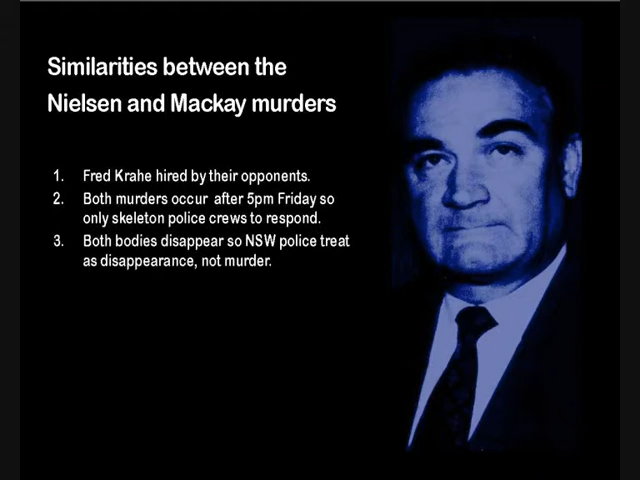 Similarities between the
Nielsen and Mackay murders
1. Fred Krahe hired by their opponents.
2. Both murders occur after 5pm Friday so
only skeleton police crews to respond.
3. Both bodies disappear so NSW police treat
as disappearance, not murder.